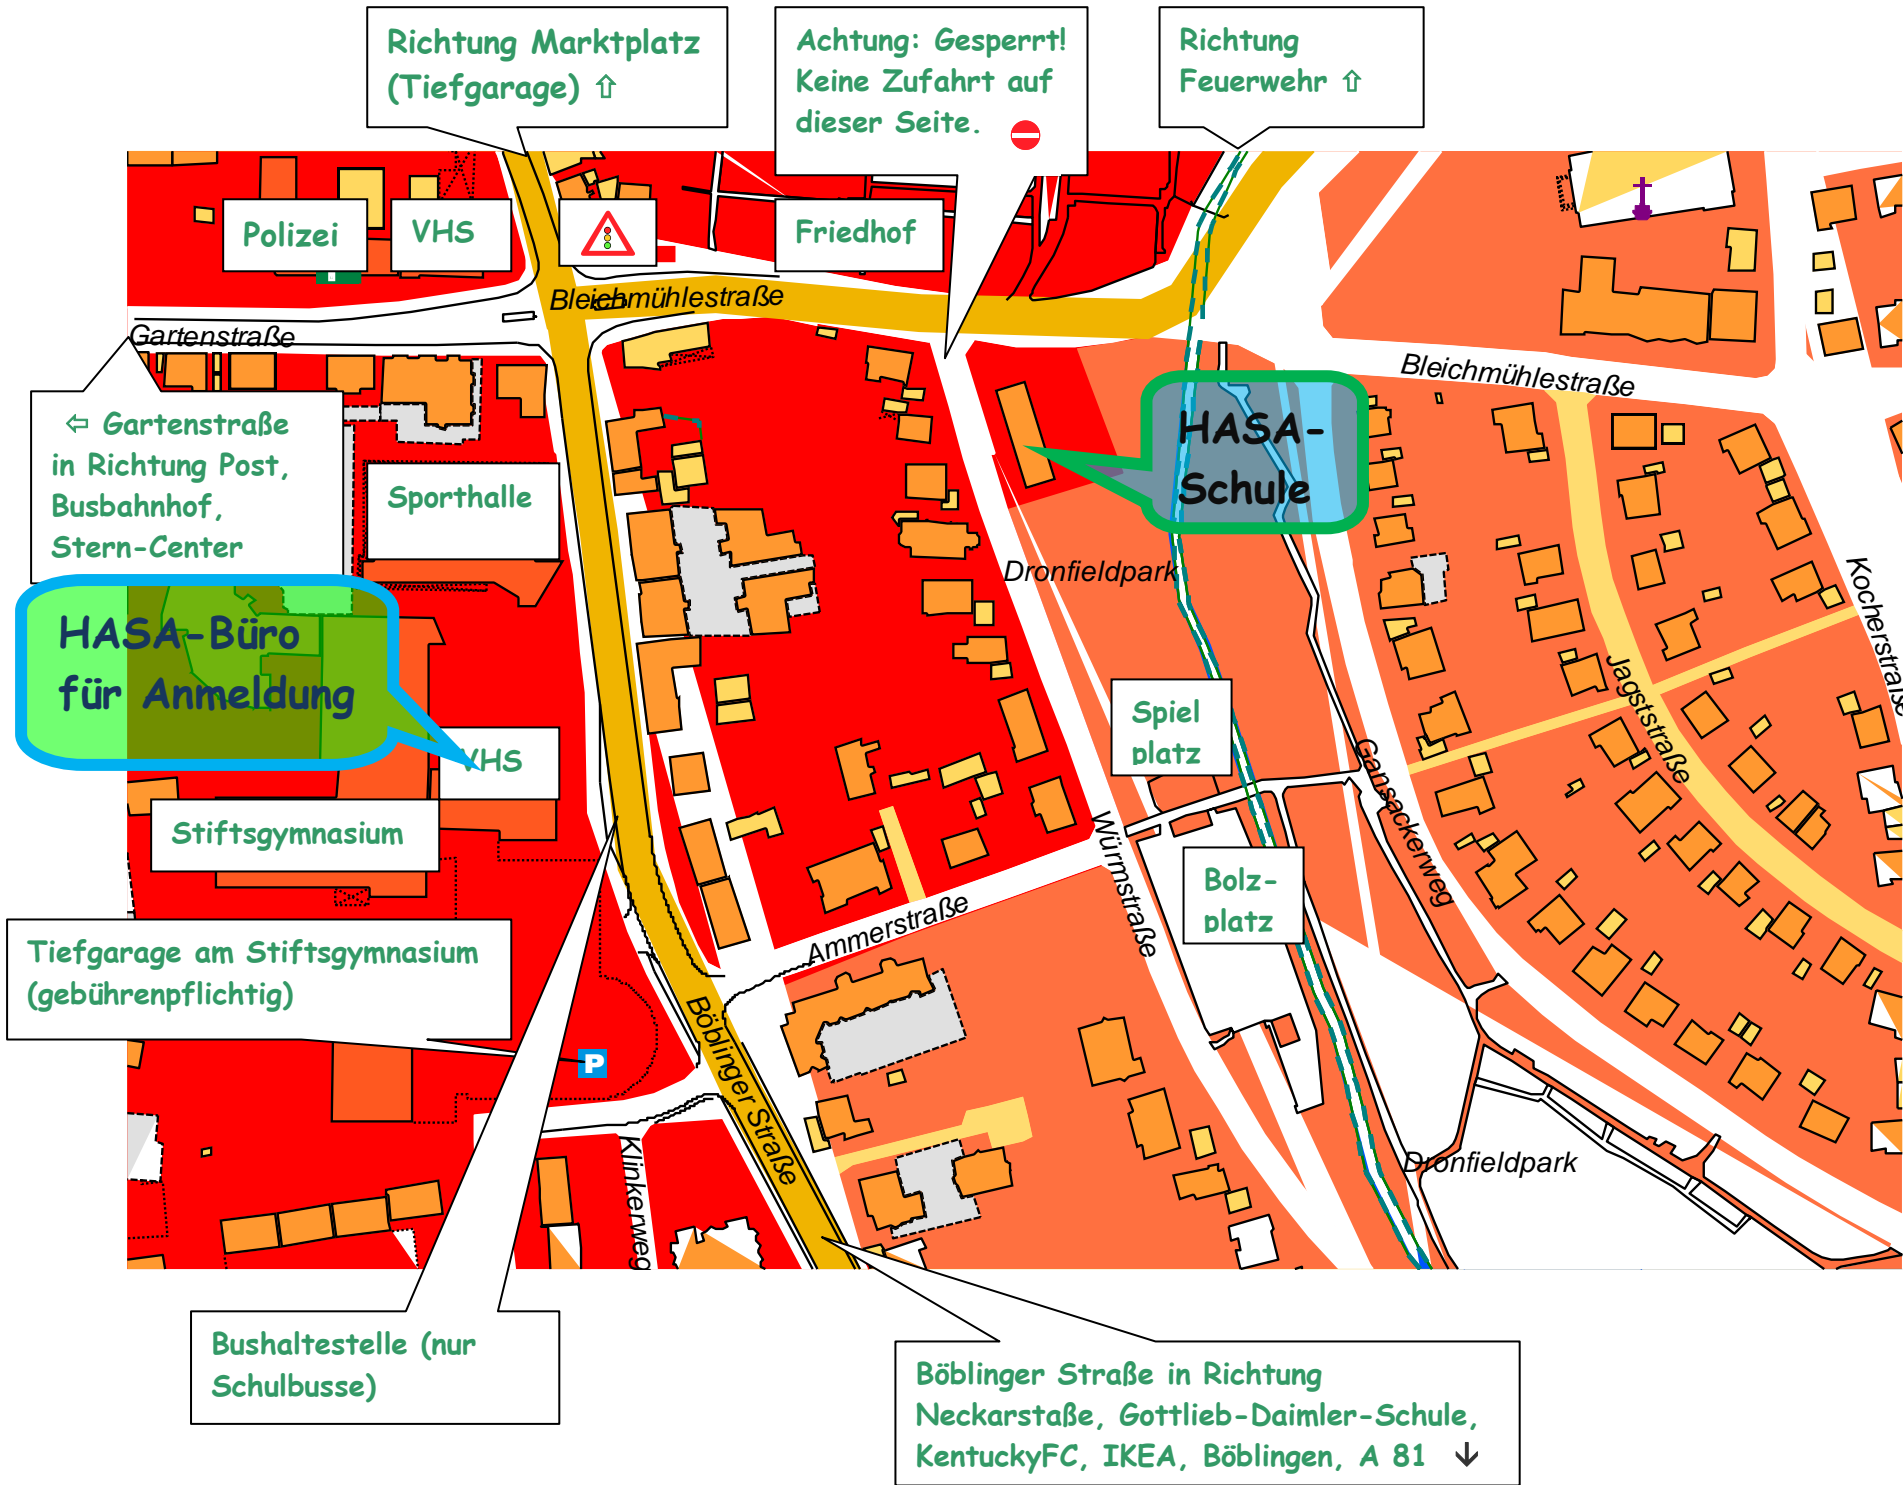 Richtung Marktplatz
(Tiefgarage) ⇧
Achtung: Gesperrt!
Keine Zufahrt auf
dieser Seite.
Richtung
Feuerwehr ⇧
Polizei
VHS
Friedhof
Bleichmühlestraße
Gartenstraße
Bleichmühlestraße
⇦ Gartenstraße
in Richtung Post,
Busbahnhof,
Stern-Center
Sporthalle
HASA-
Schule
Dronfieldpark
Kocherstraße
HASA-Büro
für Anmeldung
VHS
Spiel
platz
Jagststraße
Gansackerweg
Stiftsgymnasium
Würmstraße
Bolz-
platz
Ammerstraße
Tiefgarage am Stiftsgymnasium
(gebührenpflichtig)
P
Böblinger Straße
Klinkerweg
Dronfieldpark
Bushaltestelle (nur
Schulbusse)
Böblinger Straße in Richtung
Neckarstaße, Gottlieb-Daimler-Schule,
KentuckyFC, IKEA, Böblingen, A 81 ↓